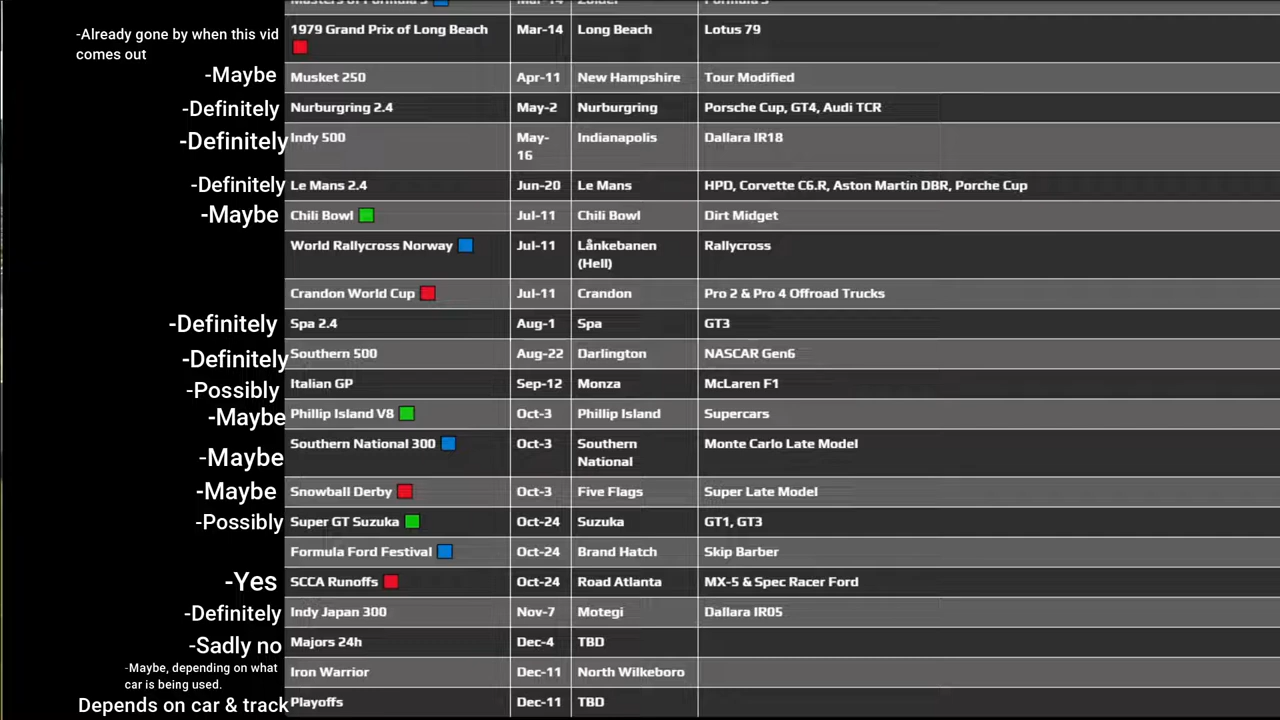 Masters of Formula 3 Mar-14 Zolder Formula 3
-Already gone by when this vid
comes out
1979 Grand Prix of Long Beach Mar-14 Long Beach Lotus 79
-Maybe Musket 250 Apr-11 New Hampshire Tour Modified
-Definitely Nurburgring 2.4 May-2 Nurburgring Porsche Cup, GT4, Audi TCR
-Definitely Indy 500 May-16 Indianapolis Dallara IR18
-Definitely Le Mans 2.4 Jun-20 Le Mans HPD, Corvette C6.R, Aston Martin DBR, Porche Cup
-Maybe Chili Bowl Jul-11 Chili Bowl Dirt Midget
World Rallycross Norway Jul-11 Lånkebanen
(Hell) Rallycross
Crandon World Cup Jul-11 Crandon Pro 2 & Pro 4 Offroad Trucks
-Definitely Spa 2.4 Aug-1 Spa GT3
-Definitely Southern 500 Aug-22 Darlington NASCAR Gen6
-Possibly Italian GP Sep-12 Monza McLaren F1
-Maybe Phillip Island V8 Oct-3 Phillip Island Supercars
-Maybe Southern National 300 Oct-3 Southern
National Monte Carlo Late Model
-Maybe Snowball Derby Oct-3 Five Flags Super Late Model
-Possibly Super GT Suzuka Oct-24 Suzuka GT1, GT3
Formula Ford Festival Oct-24 Brand Hatch Skip Barber
-Yes SCCA Runoffs Oct-24 Road Atlanta MX-5 & Spec Racer Ford
-Definitely Indy Japan 300 Nov-7 Motegi Dallara IR05
-Sadly no Majors 24h Dec-4 TBD
-Maybe, depending on what
car is being used.
Iron Warrior Dec-11 North Wilkeboro
Depends on car & track Playoffs Dec-11 TBD